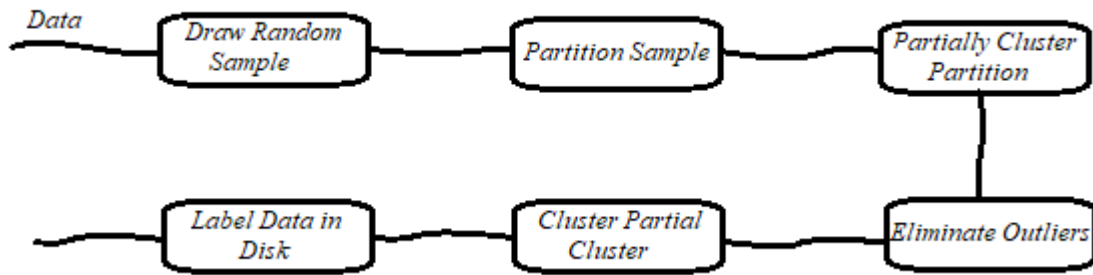 Data
Draw Random
Sample
Partition Sample
Partially Cluster
Partition
Eliminate Outliers
Cluster Partial
Cluster
Label Data in
Disk